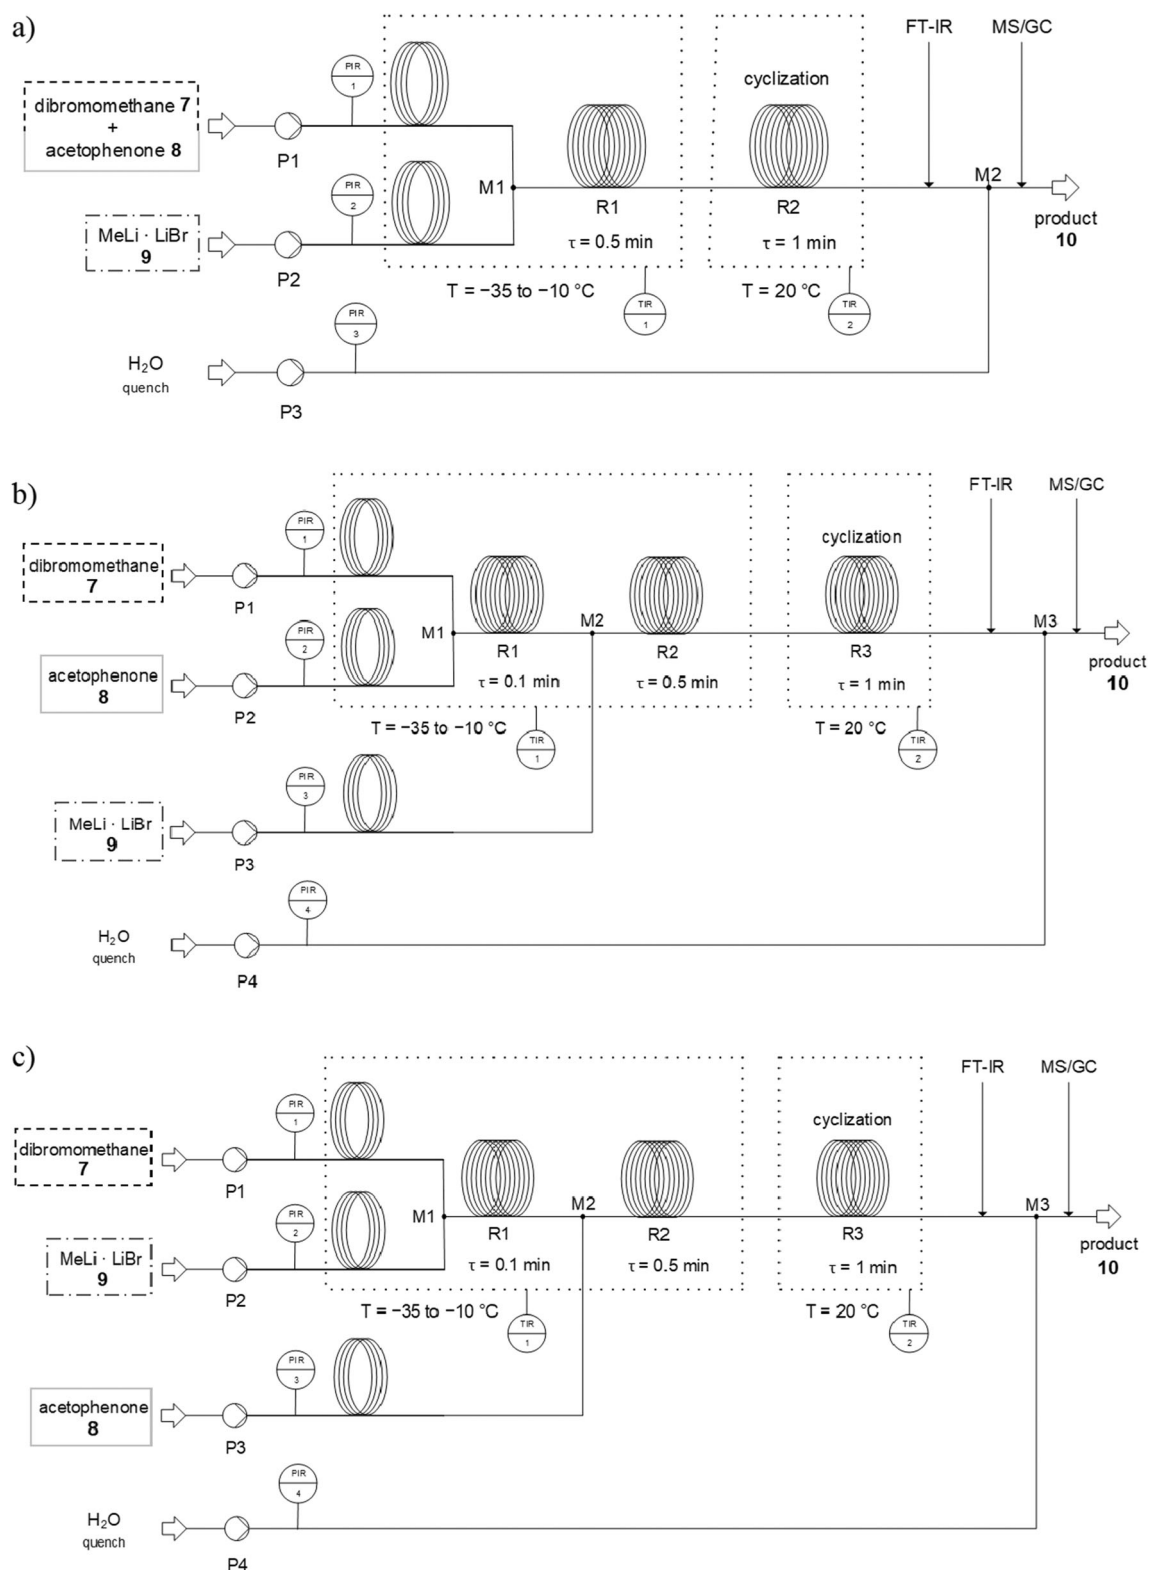 a)
FT-IR
MS/GC
PIR
1
cyclization
dibromomethane 7
+
acetophenone 8
P1
PIR
2
M1
R1
R2
M2
product
10
MeLi · LiBr
9
P2
τ = 0.5 min
τ = 1 min
T = −35 to −10 °C
TIR
1
T = 20 °C
TIR
2
PIR
3
H₂O
quench
P3
b)
FT-IR
MS/GC
PIR
1
cyclization
dibromomethane
7
P1
PIR
2
M1
R1
M2
R2
R3
M3
product
10
acetophenone
8
P2
τ = 0.1 min
τ = 0.5 min
τ = 1 min
T = −35 to −10 °C
TIR
1
T = 20 °C
TIR
2
PIR
3
MeLi · LiBr
9
P3
PIR
4
H₂O
quench
P4
c)
FT-IR
MS/GC
PIR
1
cyclization
dibromomethane
7
P1
PIR
2
M1
R1
M2
R2
R3
M3
product
10
MeLi · LiBr
9
P2
τ = 0.1 min
τ = 0.5 min
τ = 1 min
T = −35 to −10 °C
TIR
1
T = 20 °C
TIR
2
PIR
3
acetophenone
8
P3
PIR
4
H₂O
quench
P4